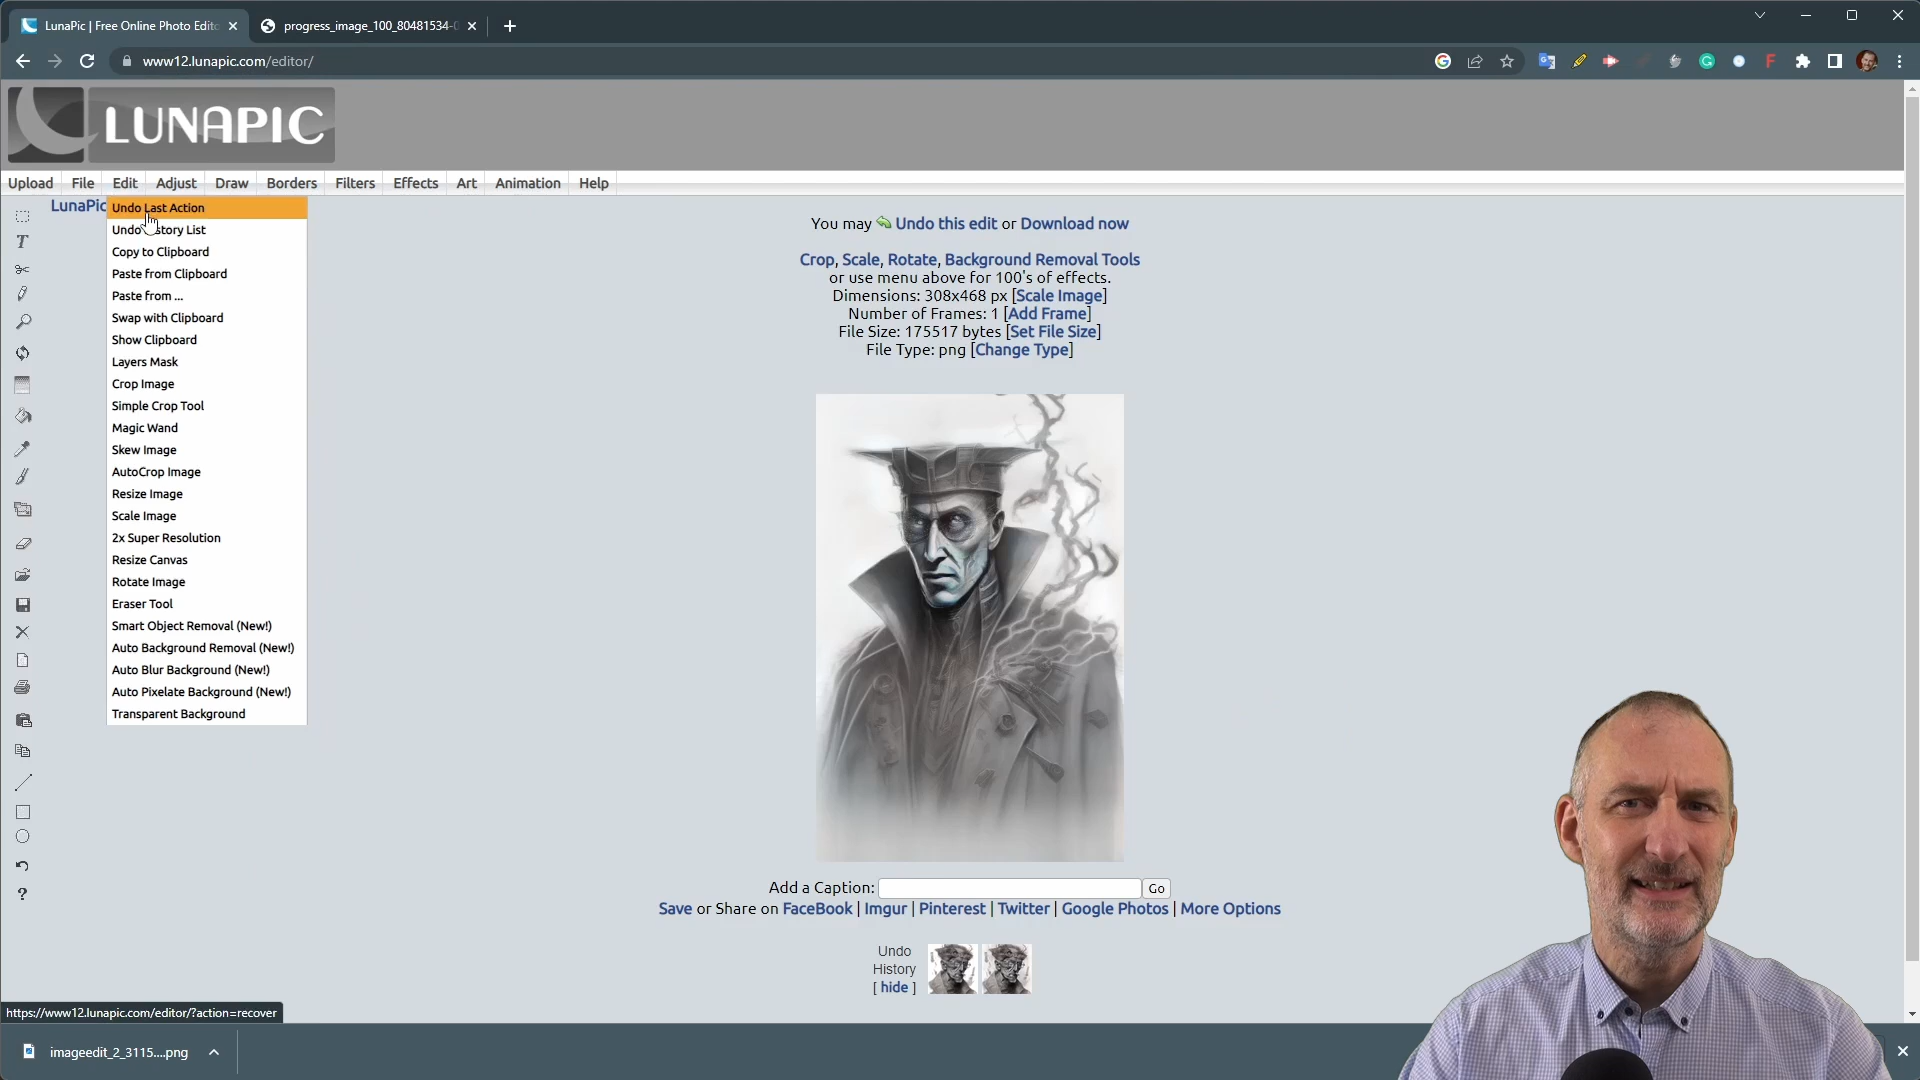 LunaPic | Free Online Photo Edito
progress_image_100_80481534-
www12.lunapic.com/editor/
LUNAPIC
Upload File Edit Adjust Draw Borders Filters Effects Art Animation Help
LunaPic
Undo Last Action
Undo History List
Copy to Clipboard
Paste from Clipboard
Paste from ...
Swap with Clipboard
Show Clipboard
Layers Mask
Crop Image
Simple Crop Tool
Magic Wand
Skew Image
AutoCrop Image
Resize Image
Scale Image
2x Super Resolution
Resize Canvas
Rotate Image
Eraser Tool
Smart Object Removal (New!)
Auto Background Removal (New!)
Auto Blur Background (New!)
Auto Pixelate Background (New!)
Transparent Background
You may Undo this edit or Download now
Crop, Scale, Rotate, Background Removal Tools
or use menu above for 100's of effects.
Dimensions: 308x468 px [Scale Image]
Number of Frames: 1 [Add Frame]
File Size: 175517 bytes [Set File Size]
File Type: png [Change Type]
Add a Caption: Go
Save or Share on FaceBook | Imgur | Pinterest | Twitter | Google Photos | More Options
Undo
History
[ hide ]
https://www12.lunapic.com/editor/?action=recover
imageedit_2_3115....png